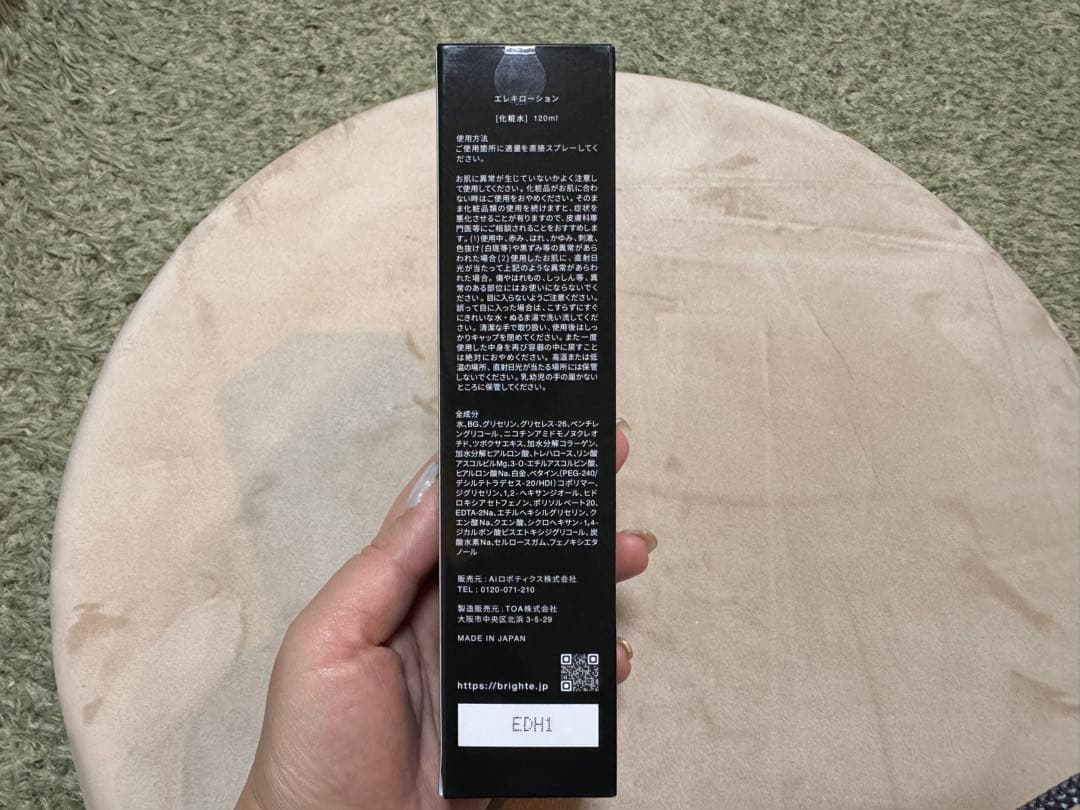 エレキローション
[化粧水] 120ml
使用方法
ご使用箇所に適量を直接スプレーしてく
ださい。
お肌に異常が生じていないかよく注意し
て使用してください。化粧品がお肌に合わ
ない時はご使用をおやめください。そのま
ま化粧品類の使用を続けますと、症状を
悪化させることが有りますので、皮膚科専
門医等にご相談されることをおすすめしま
す。(1)使用中、赤み、はれ、かゆみ、刺激、
色抜け(白斑等)や黒ずみ等の異常があら
われた場合(2)使用したお肌に、直射日
光が当たって上記のような異常があらわ
れた場合。傷やはれもの、しっしん等、異
常のある部位にはお使いにならないでく
ださい。目に入らないようご注意ください。
誤って目に入った場合は、こすらずにすぐ
にきれいな水・ぬるま湯で洗い流してくだ
さい。清潔な手で取り扱い、使用後はしっ
かりキャップを閉めてください。また一度
使用した中身を再び容器の中に戻すこと
は絶対におやめください。高温または低
温の場所、直射日光が当たる場所には保管
しないでください。乳幼児の手の届かない
ところに保管してください。
全成分
水、BG、グリセリン、グリセレス-26、ペンチレ
ングリコール、ニコチンアミドモノヌクレオ
チド、ツボクサエキス、加水分解コラーゲン、
加水分解ヒアルロン酸、トレハロース、リン酸
アスコルビルMg、3-O-エチルアスコルビン酸、
ヒアルロン酸Na、白金、ベタイン、(PEG-240/
デシルテトラデセス-20/HDI)コポリマー、
ジグリセリン、1,2-ヘキサンジオール、ヒド
ロキシアセトフェノン、ポリソルベート20、
EDTA-2Na、エチルヘキシルグリセリン、ク
エン酸Na、クエン酸、シクロヘキサン-1,4-
ジカルボン酸ビスエトキシジグリコール、炭
酸水素Na、セルロースガム、フェノキシエタ
ノール
販売元：Aiロボティクス株式会社
TEL：0120-071-210
製造販売元：TOA株式会社
大阪市中央区北浜 3-5-29
MADE IN JAPAN
https://brighte.jp
EDH1